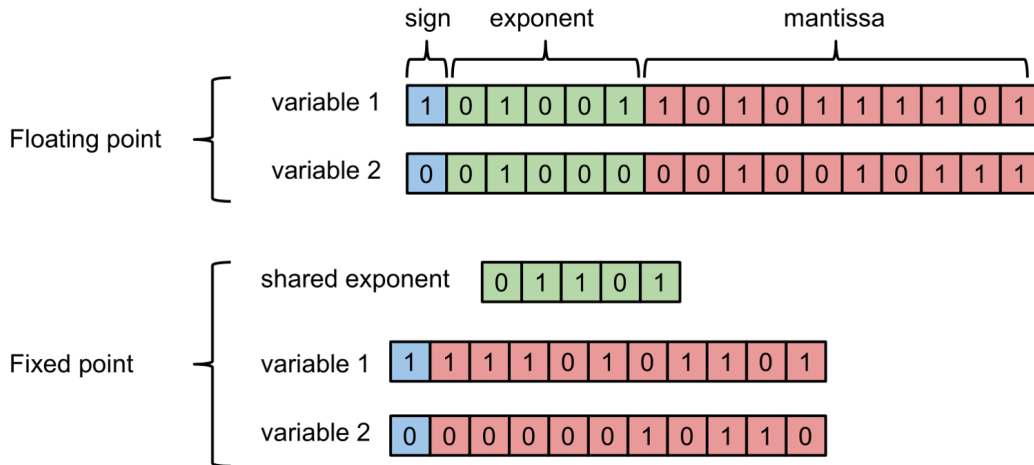 sign exponent mantissa
variable 1 1 0 1 0 0 1 1 0 1 0 1 1 1 1 0 1
Floating point
variable 2 0 0 1 0 0 0 0 0 1 0 0 1 0 1 1 1
shared exponent 0 1 1 0 1
variable 1 1 1 1 1 0 1 0 1 1 0 1
Fixed point
variable 2 0 0 0 0 0 0 1 0 1 1 0